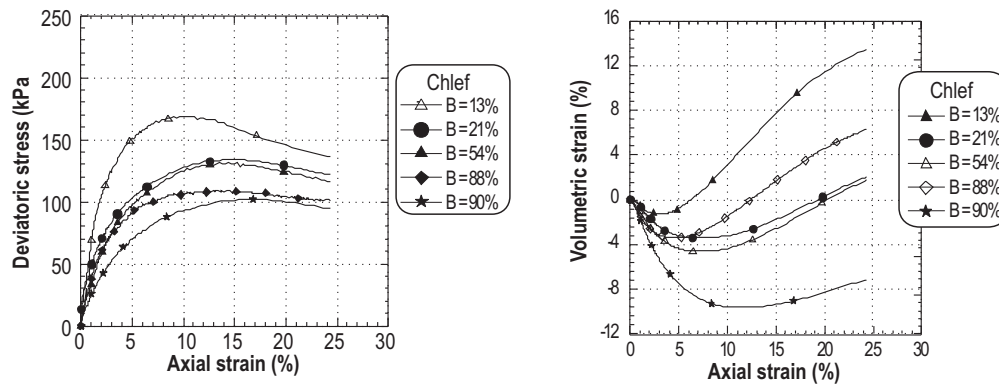 250
200
150
100
50
0
Deviatoric stress (kPa)
0 5 10 15 20 25 30
Axial strain (%)
Chlef
B=13%
B=21%
B=54%
B=88%
B=90%
16
12
8
4
0
-4
-8
-12
Volumetric strain (%)
0 5 10 15 20 25 30
Axial strain (%)
Chlef
B=13%
B=21%
B=54%
B=88%
B=90%